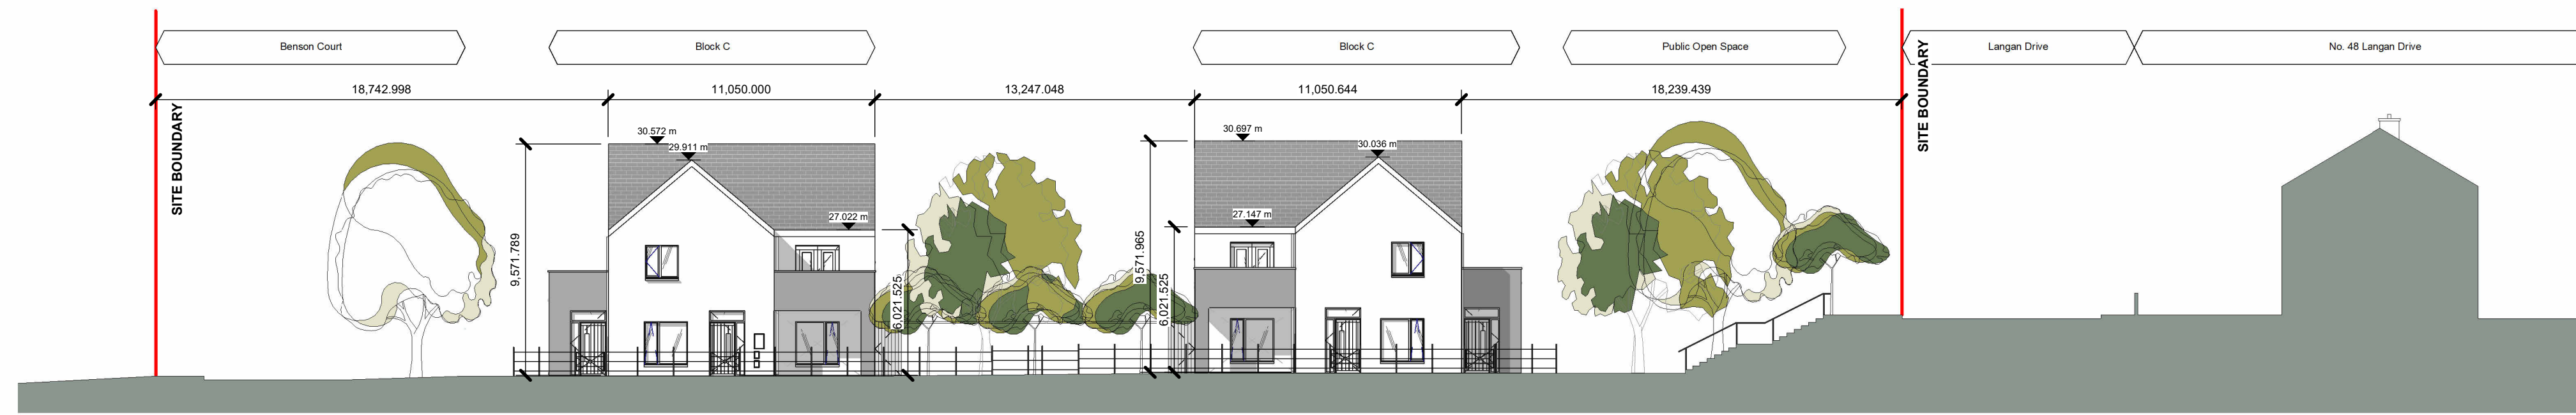 Benson Court
Block C
Block C
Public Open Space
Langan Drive
No. 48 Langan Drive
18,742.998
11,050.000
13,247.048
11,050.644
18,239.439
SITE BOUNDARY
SITE BOUNDARY
30.572 m
29.911 m
27.022 m
30.697 m
30.036 m
27.147 m
9,571.789
6,021.525
9,571.965
6,021.525